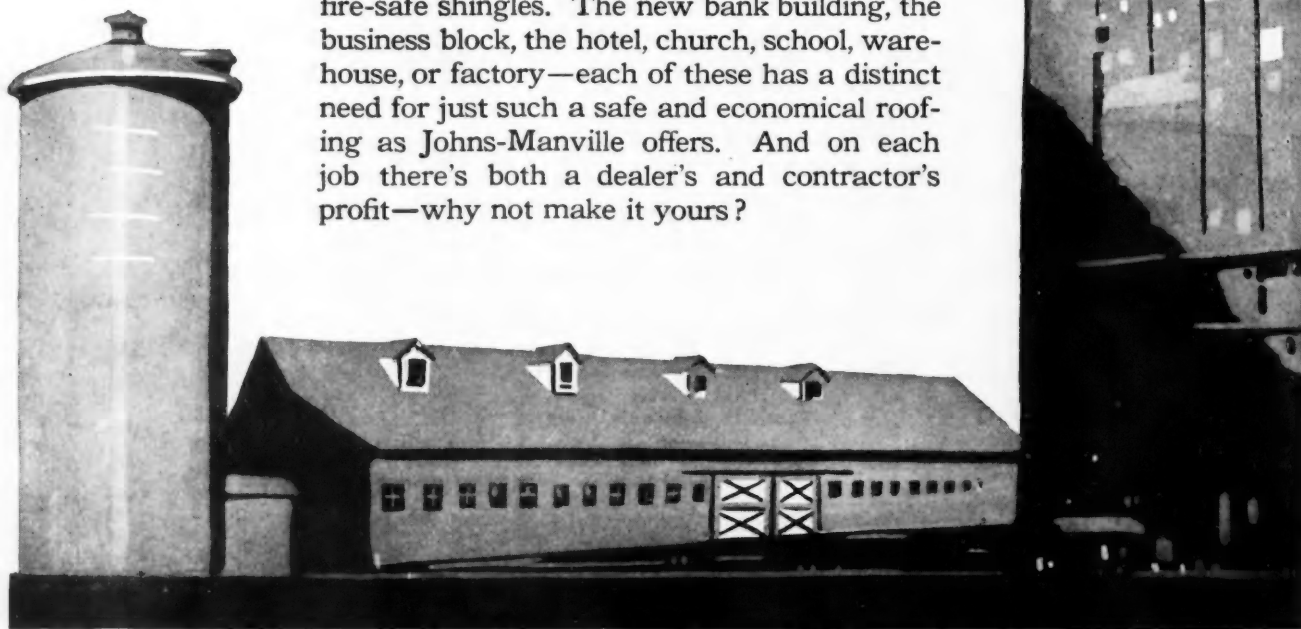 fire-safe shingles. The new bank building, the
business block, the hotel, church, school, ware-
house, or factory—each of these has a distinct
need for just such a safe and economical roof-
ing as Johns-Manville offers. And on each
job there's both a dealer's and contractor's
profit—why not make it yours?